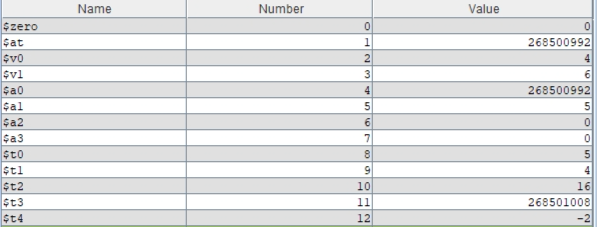 Name Number Value
$zero 0 0
$at 1 268500992
$v0 2 4
$v1 3 6
$a0 4 268500992
$a1 5 5
$a2 6 0
$a3 7 0
$t0 8 5
$t1 9 4
$t2 10 16
$t3 11 268501008
$t4 12 -2